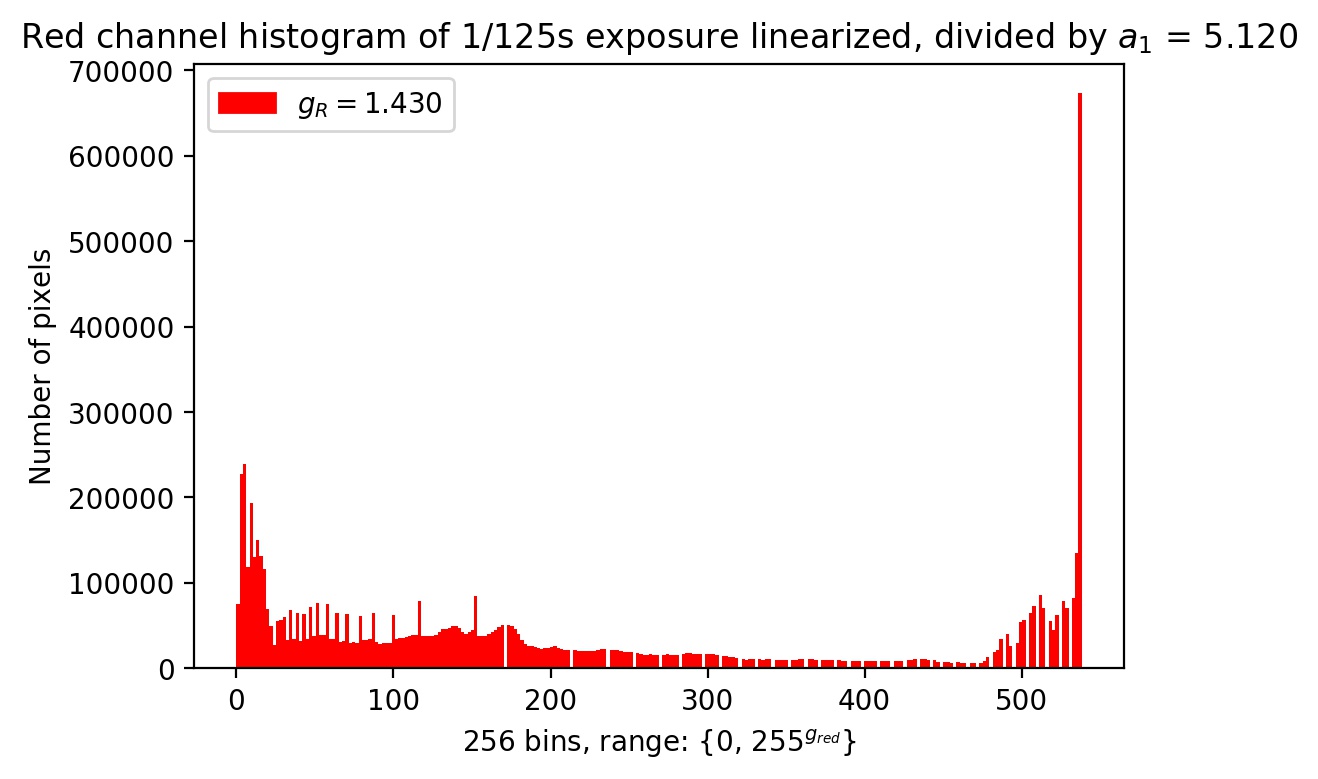 Red channel histogram of 1/125s exposure linearized, divided by a₁ = 5.120
g_R = 1.430
Number of pixels
700000
600000
500000
400000
300000
200000
100000
0
0 100 200 300 400 500
256 bins, range: {0, 255^{g_{red}}}